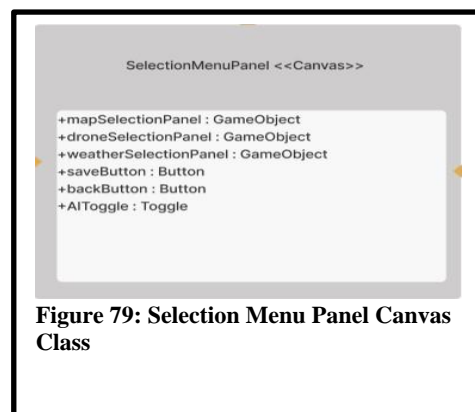 SelectionMenuPanel <<Canvas>>
+mapSelectionPanel : GameObject
+droneSelectionPanel : GameObject
+weatherSelectionPanel : GameObject
+saveButton : Button
+backButton : Button
+AIToggle : Toggle
Figure 79: Selection Menu Panel Canvas
Class